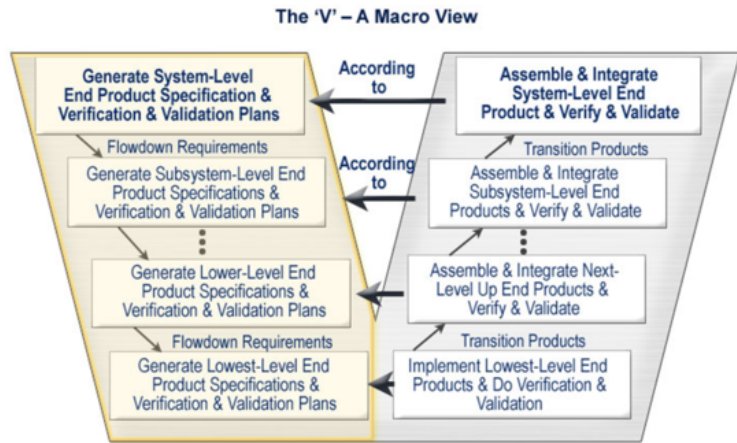 The 'V' – A Macro View
Generate System-Level
End Product Specification &
Verification & Validation Plans
According
to
Assemble & Integrate
System-Level End
Product & Verify & Validate
Flowdown Requirements
Transition Products
Generate Subsystem-Level End
Product Specifications &
Verification & Validation Plans
According
to
Assemble & Integrate
Subsystem-Level End
Products & Verify & Validate
Generate Lower-Level End
Product Specifications &
Verification & Validation Plans
Assemble & Integrate Next-
Level Up End Products &
Verify & Validate
Flowdown Requirements
Transition Products
Generate Lowest-Level End
Product Specifications &
Verification & Validation Plans
Implement Lowest-Level End
Products & Do Verification &
Validation